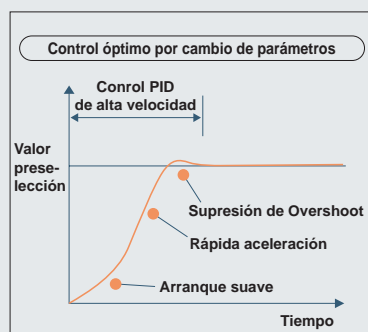 Control óptimo por cambio de parámetros
Conrol PID
de alta velocidad
Valor
prese-
lección
Supresión de Overshoot
Rápida aceleración
Arranque suave
Tiempo